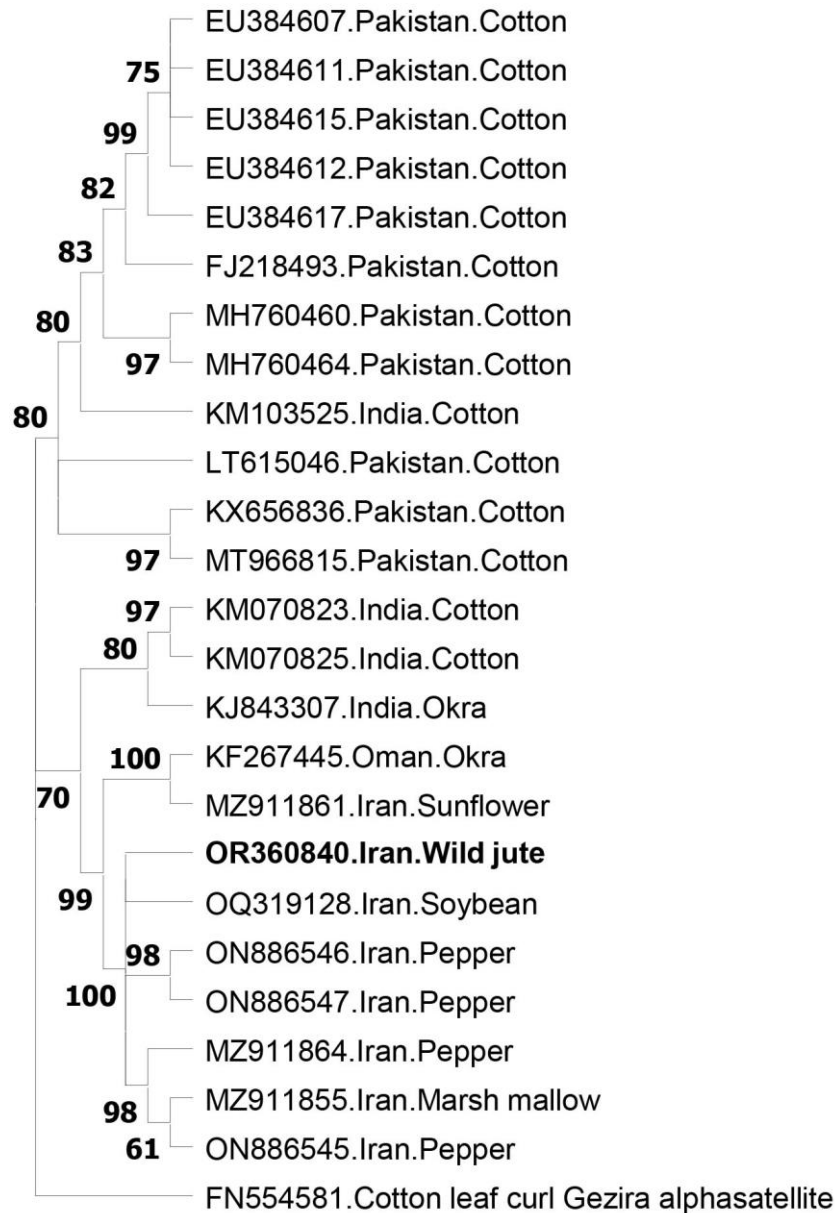 EU384607.Pakistan.Cotton
75
EU384611.Pakistan.Cotton
EU384615.Pakistan.Cotton
99
EU384612.Pakistan.Cotton
82
EU384617.Pakistan.Cotton
83
FJ218493.Pakistan.Cotton
80
MH760460.Pakistan.Cotton
97
MH760464.Pakistan.Cotton
80
KM103525.India.Cotton
LT615046.Pakistan.Cotton
KX656836.Pakistan.Cotton
97
MT966815.Pakistan.Cotton
97
KM070823.India.Cotton
80
KM070825.India.Cotton
KJ843307.India.Okra
100
KF267445.Oman.Okra
70
MZ911861.Iran.Sunflower
OR360840.Iran.Wild jute
99
OQ319128.Iran.Soybean
98
ON886546.Iran.Pepper
100
ON886547.Iran.Pepper
MZ911864.Iran.Pepper
98
MZ911855.Iran.Marsh mallow
61
ON886545.Iran.Pepper
FN554581.Cotton leaf curl Gezira alphasatellite